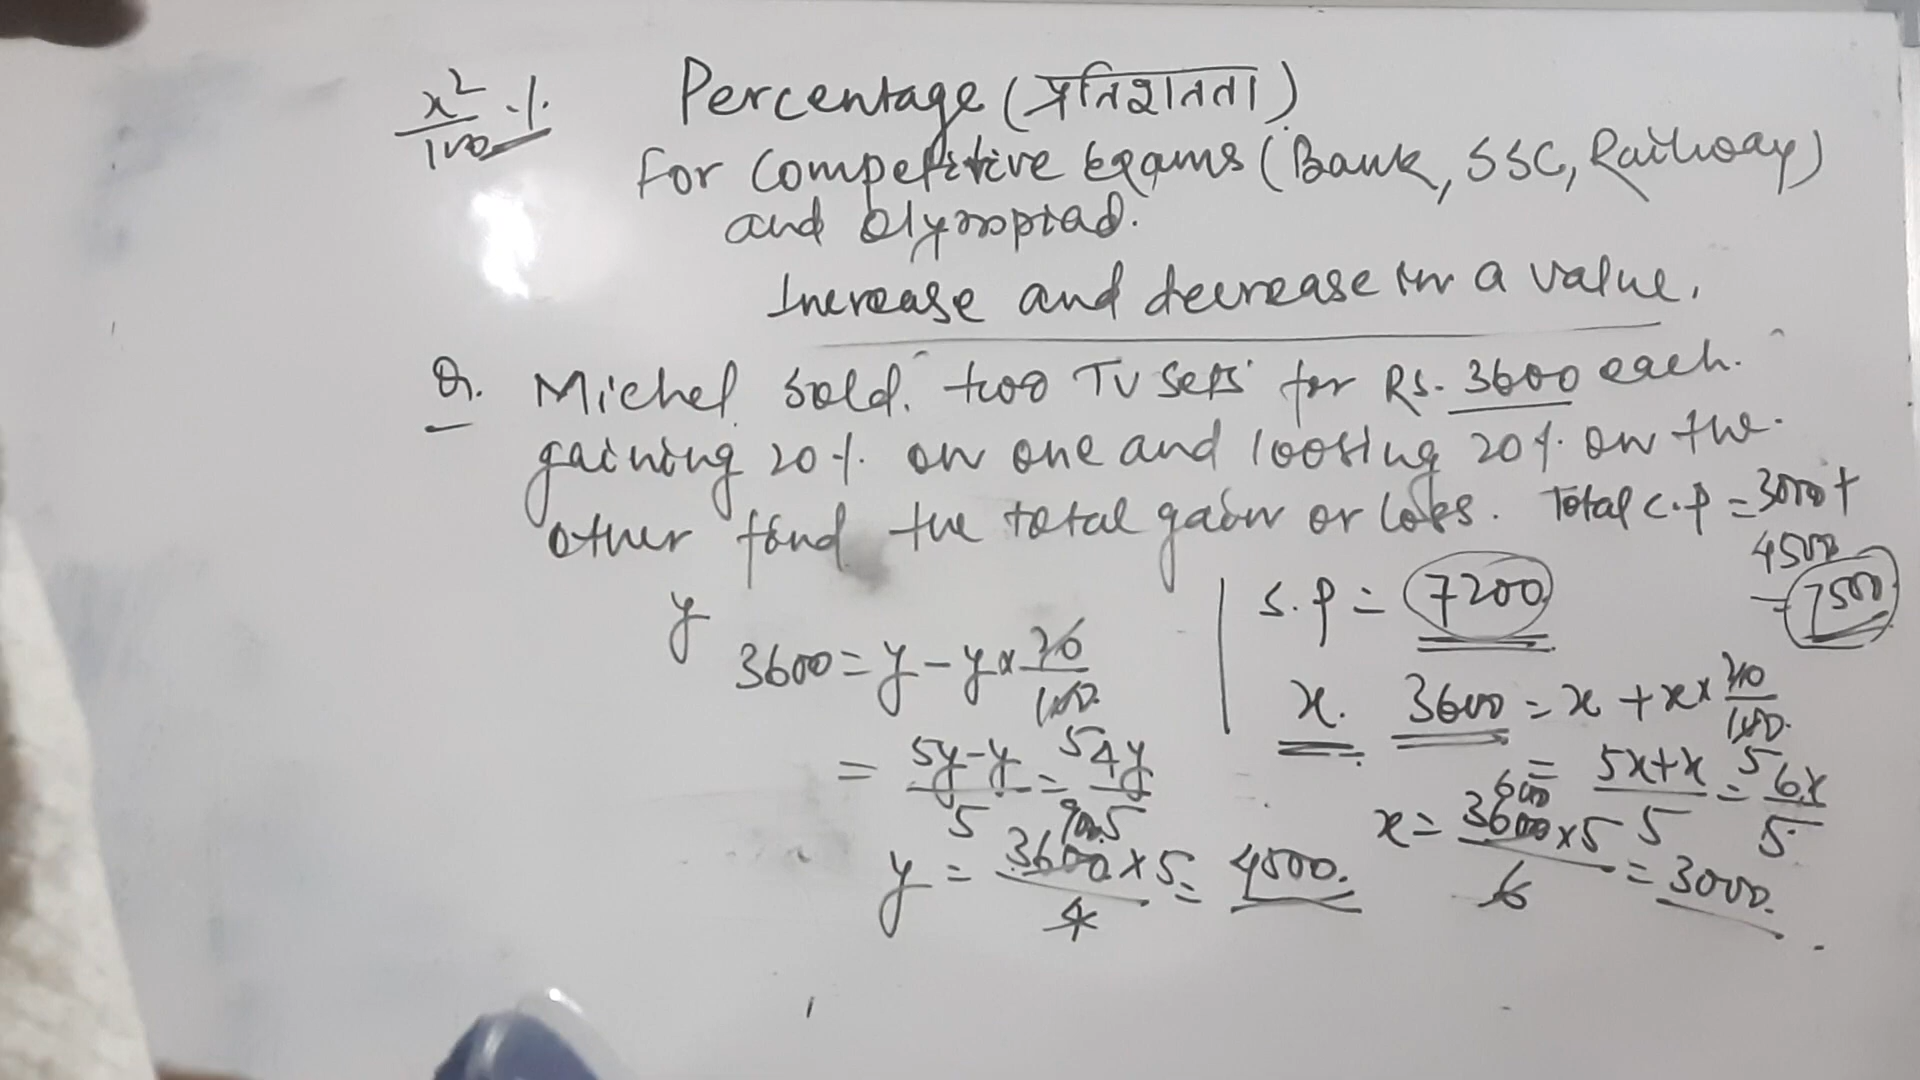 x²/100 %
Percentage (प्रतिशतता)
For Competitive Exams (Bank, SSC, Railway)
and Olympiad.
Increase and decrease in a value.
Q. Michel sold two TV sets for Rs. 3600 each.
gaining 20% on one and loosing 20% on the
other find the total gain or loss.
Total C.P = 3000 +
4500
= 7500
S.P = 7200
y
3600 = y - y × 20/100
= 5y-y/5 = 4y/5
y = 3600×5/4 = 4500.
900
x. 3600 = x + x × 20/100
= 5x+x/5 = 6x/5
x = 3600×5/6 = 3000.
600